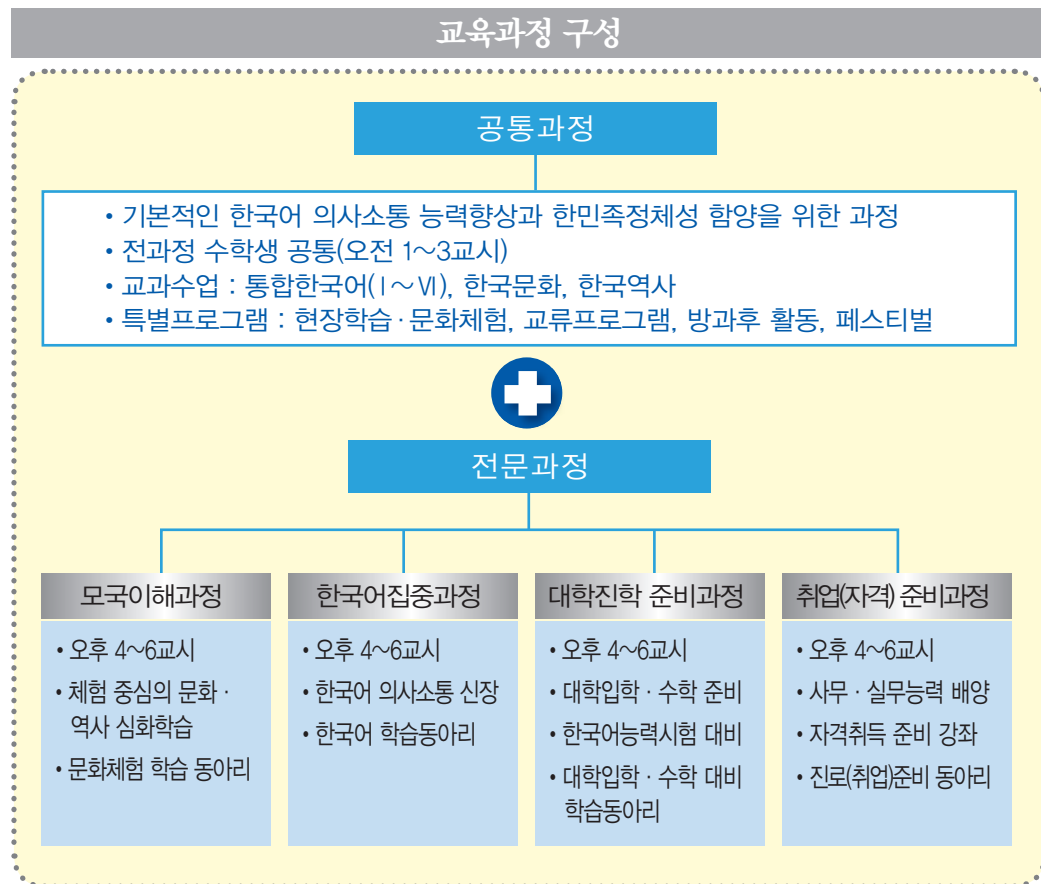 교육과정 구성
공통과정
• 기본적인 한국어 의사소통 능력향상과 한민족정체성 함양을 위한 과정
• 전과정 수학생 공통(오전 1~3교시)
• 교과수업 : 통합한국어(Ⅰ~Ⅵ), 한국문화, 한국역사
• 특별프로그램 : 현장학습·문화체험, 교류프로그램, 방과후 활동, 페스티벌
전문과정
모국이해과정
• 오후 4~6교시
• 체험 중심의 문화·
역사 심화학습
• 문화체험 학습 동아리
한국어집중과정
• 오후 4~6교시
• 한국어 의사소통 신장
• 한국어 학습동아리
대학진학 준비과정
• 오후 4~6교시
• 대학입학·수학 준비
• 한국어능력시험 대비
• 대학입학·수학 대비
학습동아리
취업(자격) 준비과정
• 오후 4~6교시
• 사무·실무능력 배양
• 자격취득 준비 강좌
• 진로(취업)준비 동아리